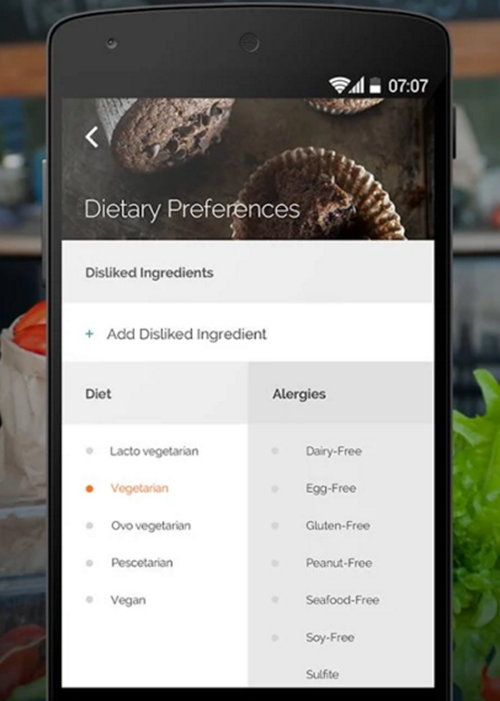 07:07
Dietary Preferences
Disliked Ingredients
+ Add Disliked Ingredient
Diet
Lacto vegetarian
Vegetarian
Ovo vegetarian
Pescetarian
Vegan
Alergies
Dairy-Free
Egg-Free
Gluten-Free
Peanut-Free
Seafood-Free
Soy-Free
Sulfite